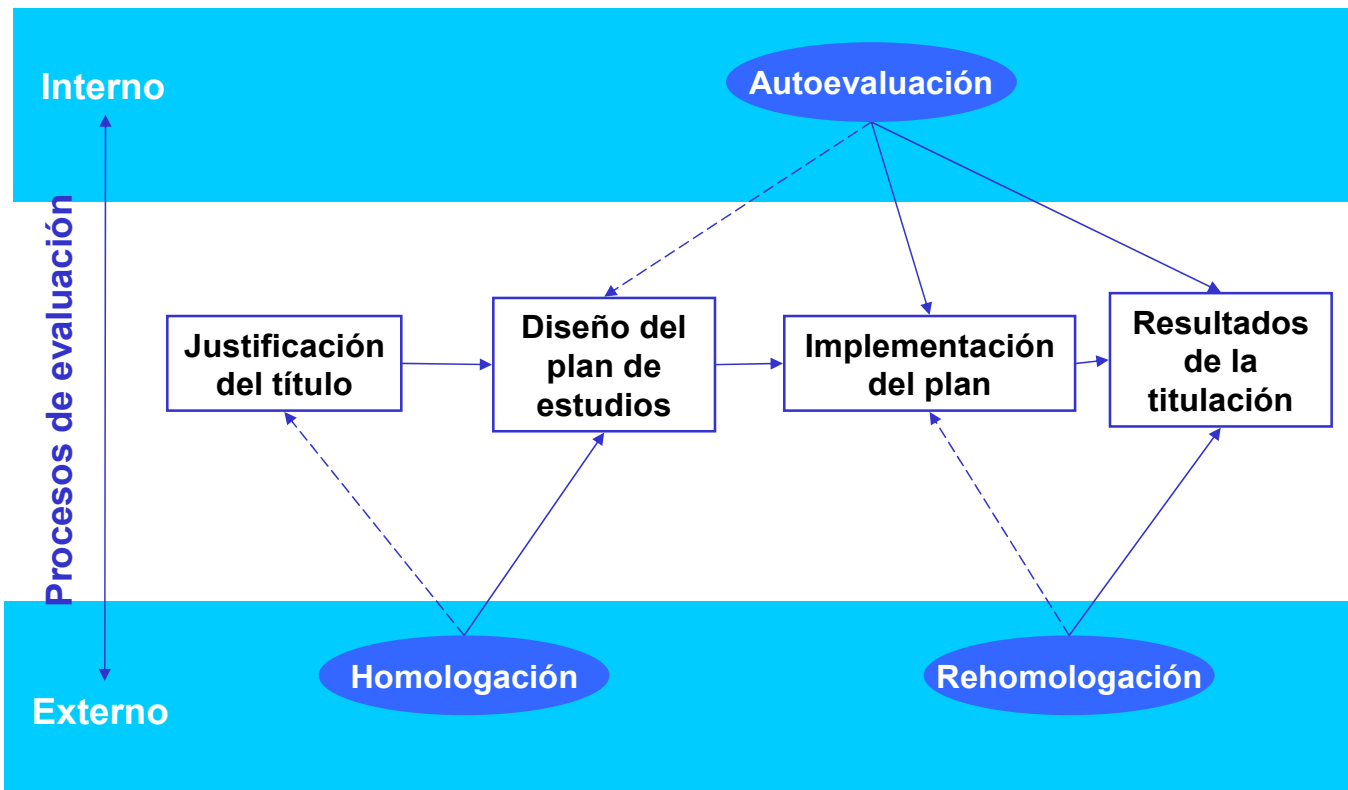 Interno
Autoevaluación
Procesos de evaluación
Justificación
del título
Diseño del
plan de
estudios
Implementación
del plan
Resultados
de la
titulación
Homologación
Rehomologación
Externo